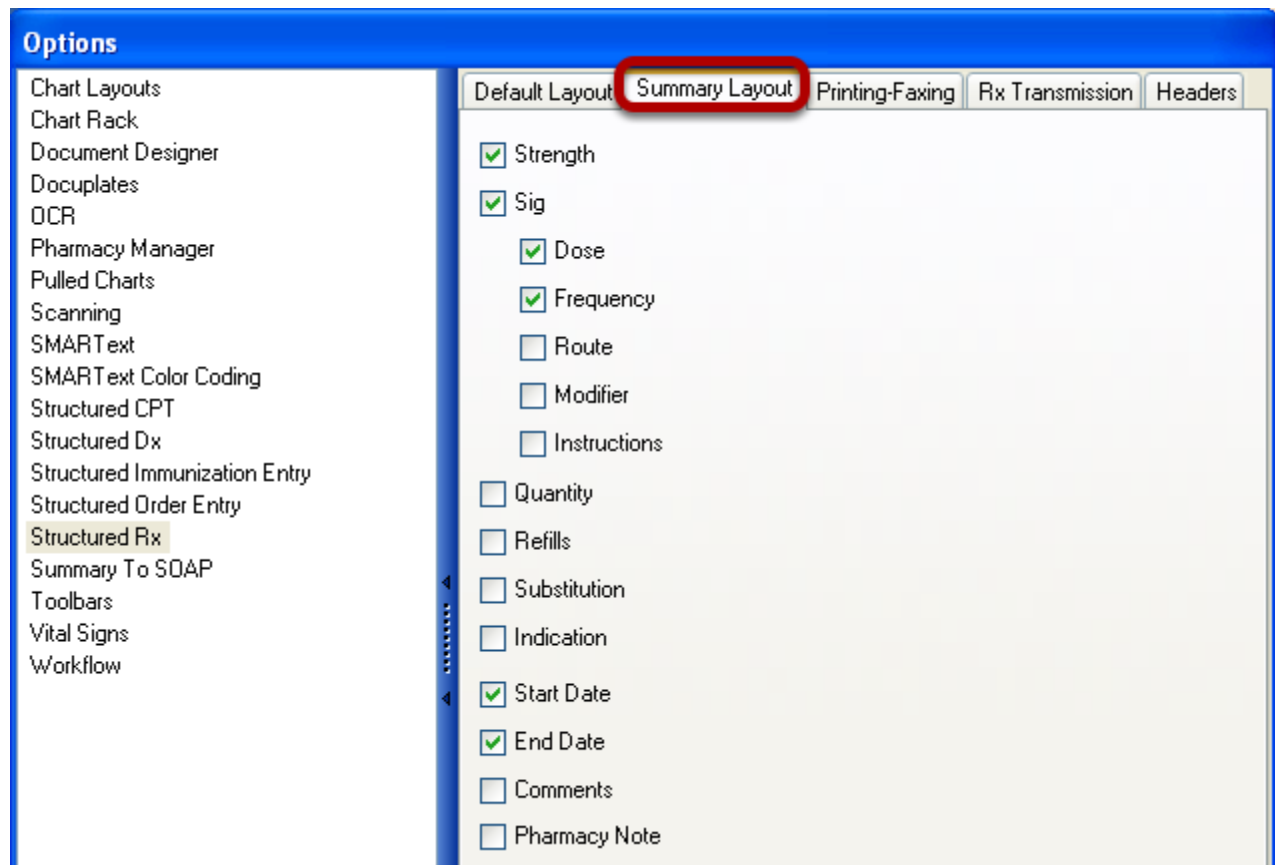 Options
Chart Layouts
Chart Rack
Document Designer
Docuplates
OCR
Pharmacy Manager
Pulled Charts
Scanning
SMARText
SMARText Color Coding
Structured CPT
Structured Dx
Structured Immunization Entry
Structured Order Entry
Structured Rx
Summary To SOAP
Toolbars
Vital Signs
Workflow
Default Layout Summary Layout Printing-Faxing Rx Transmission Headers
Strength
Sig
Dose
Frequency
Route
Modifier
Instructions
Quantity
Refills
Substitution
Indication
Start Date
End Date
Comments
Pharmacy Note